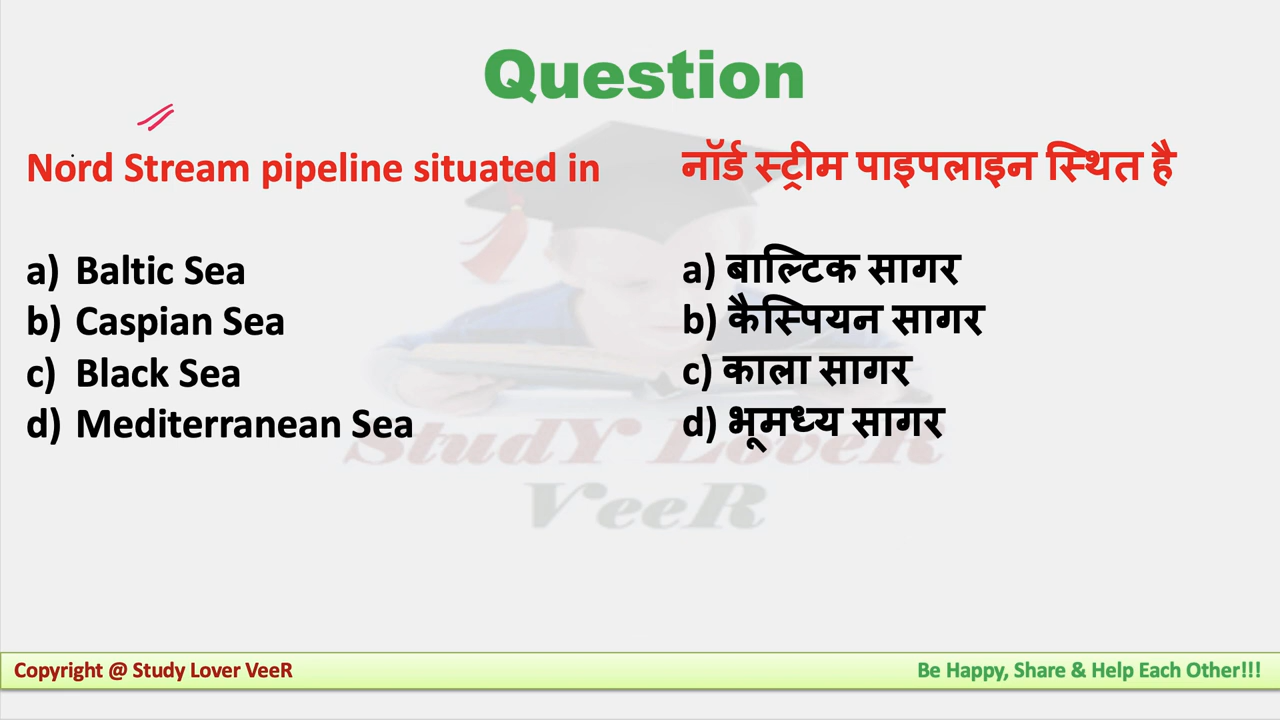 Question
Nord Stream pipeline situated in
a) Baltic Sea
b) Caspian Sea
c) Black Sea
d) Mediterranean Sea
नॉर्ड स्ट्रीम पाइपलाइन स्थित है
a) बाल्टिक सागर
b) कैस्पियन सागर
c) काला सागर
d) भूमध्य सागर
StudY LoveR
VeeR
Copyright @ Study Lover VeeR
Be Happy, Share & Help Each Other!!!